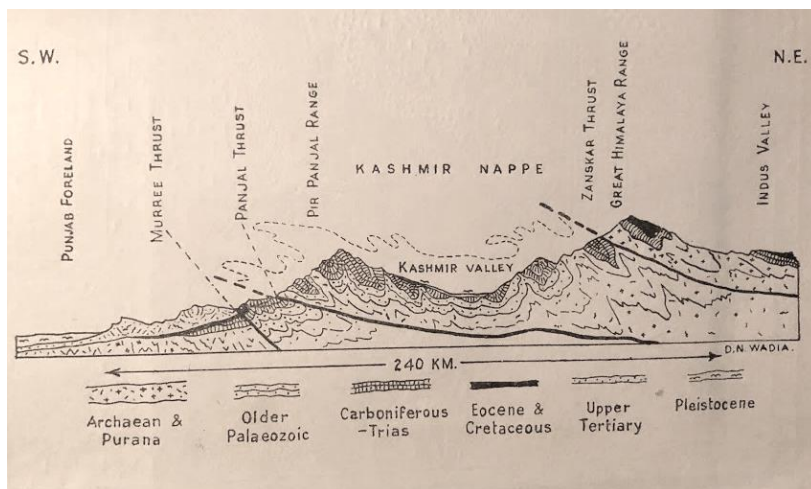 S.W.
N.E.
PUNJAB FORELAND
MURREE THRUST
PANJAL THRUST
PIR PANJAL RANGE
KASHMIR NAPPE
ZANSKAR THRUST
GREAT HIMALAYA RANGE
INDUS VALLEY
KASHMIR VALLEY
D.N. WADIA.
240 KM.
Archaean &
Purana
Older
Palaeozoic
Carboniferous
-Trias
Eocene &
Cretaceous
Upper
Tertiary
Pleistocene